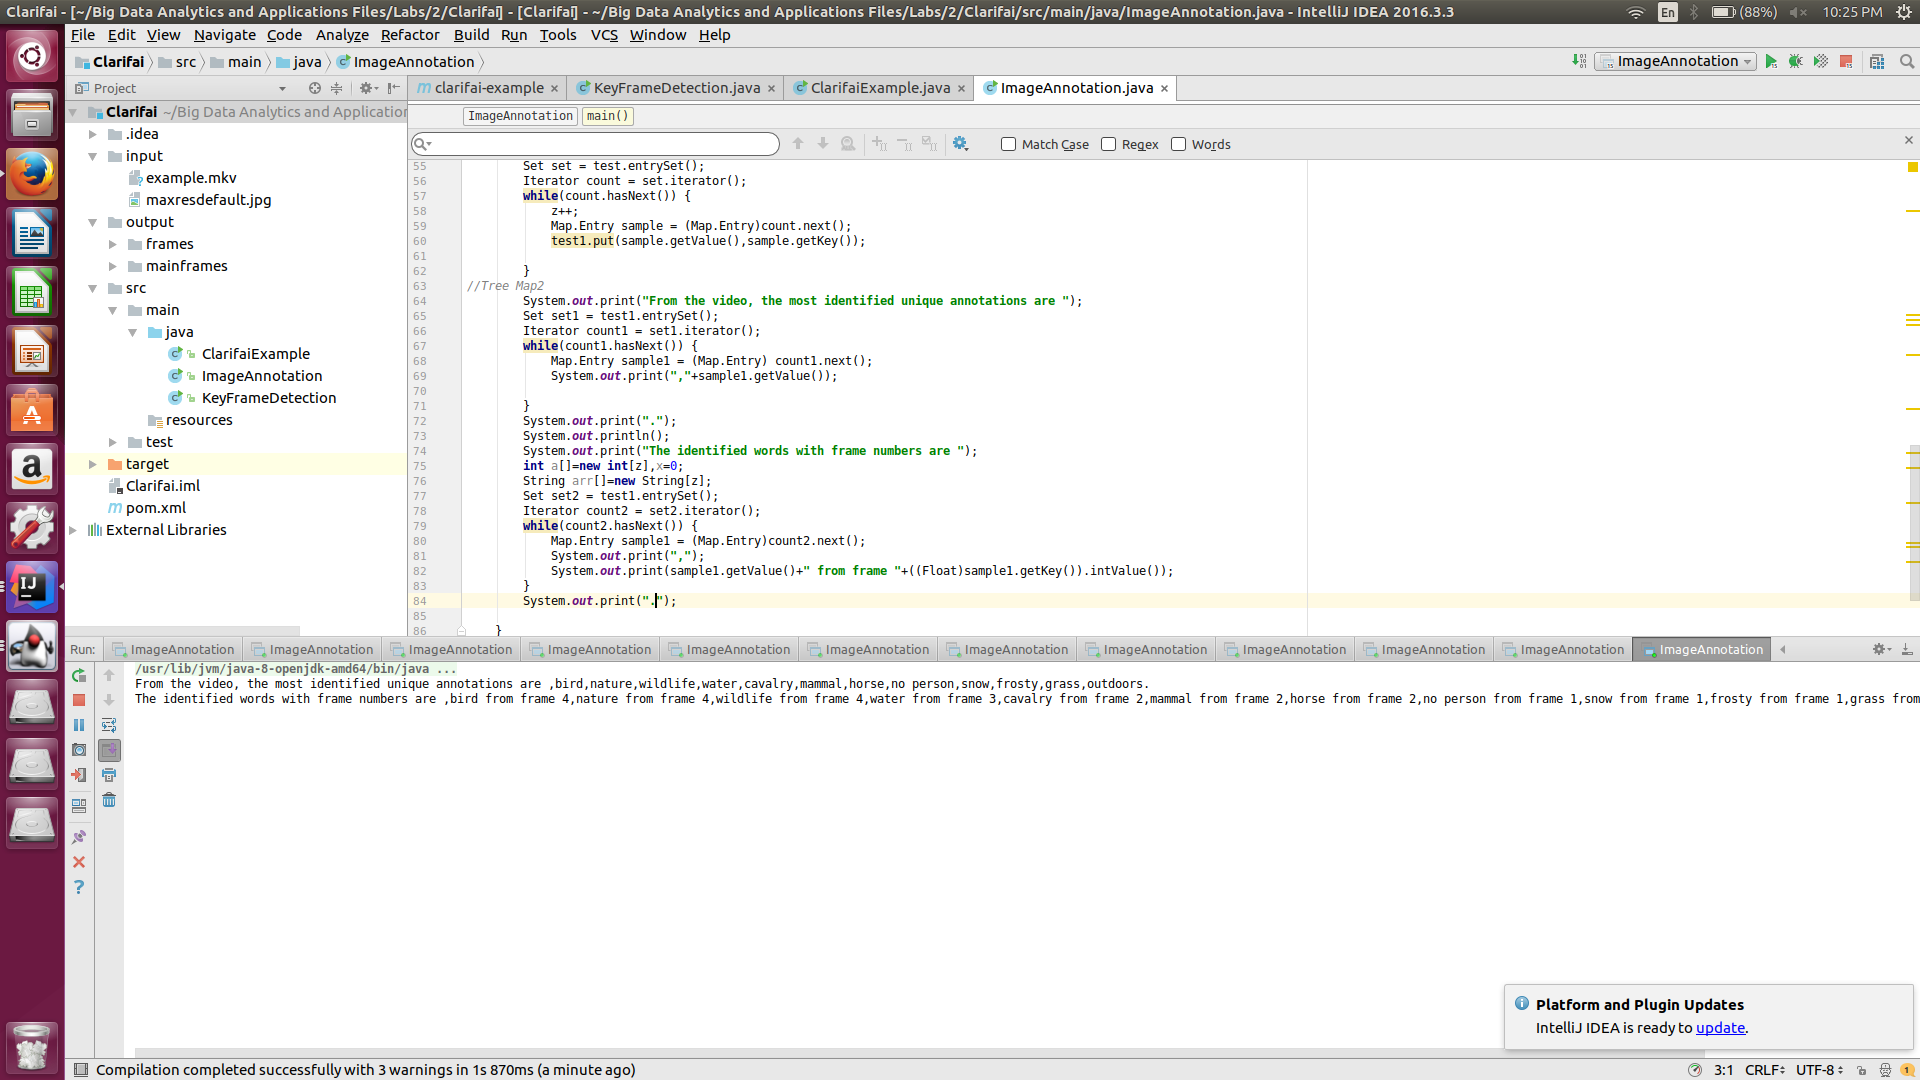 Clarifai - [~/Big Data Analytics and Applications Files/Labs/2/Clarifai] - [Clarifai] - ~/Big Data Analytics and Applications Files/Labs/2/Clarifai/src/main/java/ImageAnnotation.java - IntelliJ IDEA 2016.3.3
En (88%) 10:25 PM
File Edit View Navigate Code Analyze Refactor Build Run Tools VCS Window Help
Clarifai src main java ImageAnnotation
ImageAnnotation
Project
clarifai-example KeyFrameDetection.java ClarifaiExample.java ImageAnnotation.java
Clarifai ~/Big Data Analytics and Application
.idea
input
example.mkv
maxresdefault.jpg
output
frames
mainframes
src
main
java
ClarifaiExample
ImageAnnotation
KeyFrameDetection
resources
test
target
Clarifai.iml
pom.xml
External Libraries
ImageAnnotation main()
Match Case Regex Words
55 Set set = test.entrySet();
56 Iterator count = set.iterator();
57 while(count.hasNext()) {
58 z++;
59 Map.Entry sample = (Map.Entry)count.next();
60 test1.put(sample.getValue(),sample.getKey());
61
62 }
63 //Tree Map2
64 System.out.print("From the video, the most identified unique annotations are ");
65 Set set1 = test1.entrySet();
66 Iterator count1 = set1.iterator();
67 while(count1.hasNext()) {
68 Map.Entry sample1 = (Map.Entry) count1.next();
69 System.out.print(","+sample1.getValue());
70
71 }
72 System.out.print(".");
73 System.out.println();
74 System.out.print("The identified words with frame numbers are ");
75 int a[]=new int[z],x=0;
76 String arr[]=new String[z];
77 Set set2 = test1.entrySet();
78 Iterator count2 = set2.iterator();
79 while(count2.hasNext()) {
80 Map.Entry sample1 = (Map.Entry)count2.next();
81 System.out.print(",");
82 System.out.print(sample1.getValue()+" from frame "+((Float)sample1.getKey()).intValue());
83 }
84 System.out.print(".");
85
86 }
Run: ImageAnnotation ImageAnnotation ImageAnnotation ImageAnnotation ImageAnnotation ImageAnnotation ImageAnnotation ImageAnnotation ImageAnnotation ImageAnnotation ImageAnnotation ImageAnnotation
/usr/lib/jvm/java-8-openjdk-amd64/bin/java ...
From the video, the most identified unique annotations are ,bird,nature,wildlife,water,cavalry,mammal,horse,no person,snow,frosty,grass,outdoors.
The identified words with frame numbers are ,bird from frame 4,nature from frame 4,wildlife from frame 4,water from frame 3,cavalry from frame 2,mammal from frame 2,horse from frame 2,no person from frame 1,snow from frame 1,frosty from frame 1,grass from
Platform and Plugin Updates
IntelliJ IDEA is ready to update.
Compilation completed successfully with 3 warnings in 1s 870ms (a minute ago)
3:1 CRLF UTF-8 1